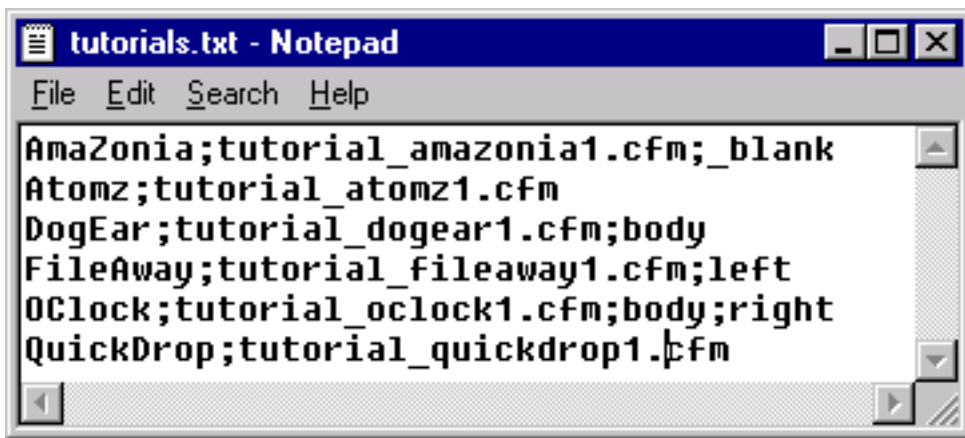 tutorials.txt - Notepad
File Edit Search Help
AmaZonia;tutorial_amazonia1.cfm;_blank
Atomz;tutorial_atomz1.cfm
DogEar;tutorial_dogear1.cfm;body
FileAway;tutorial_fileaway1.cfm;left
OClock;tutorial_oclock1.cfm;body;right
QuickDrop;tutorial_quickdrop1.cfm